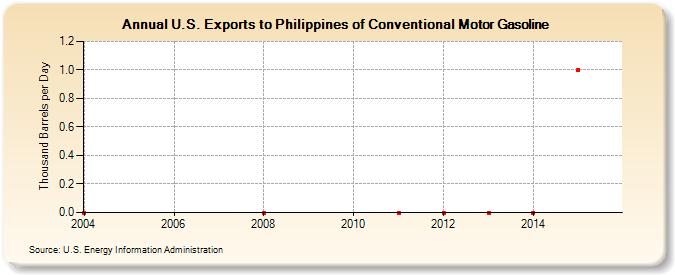 Annual U.S. Exports to Philippines of Conventional Motor Gasoline
Thousand Barrels per Day
1.2
1.0
0.8
0.6
0.4
0.2
0.0
2004 2006 2008 2010 2012 2014
Source: U.S. Energy Information Administration